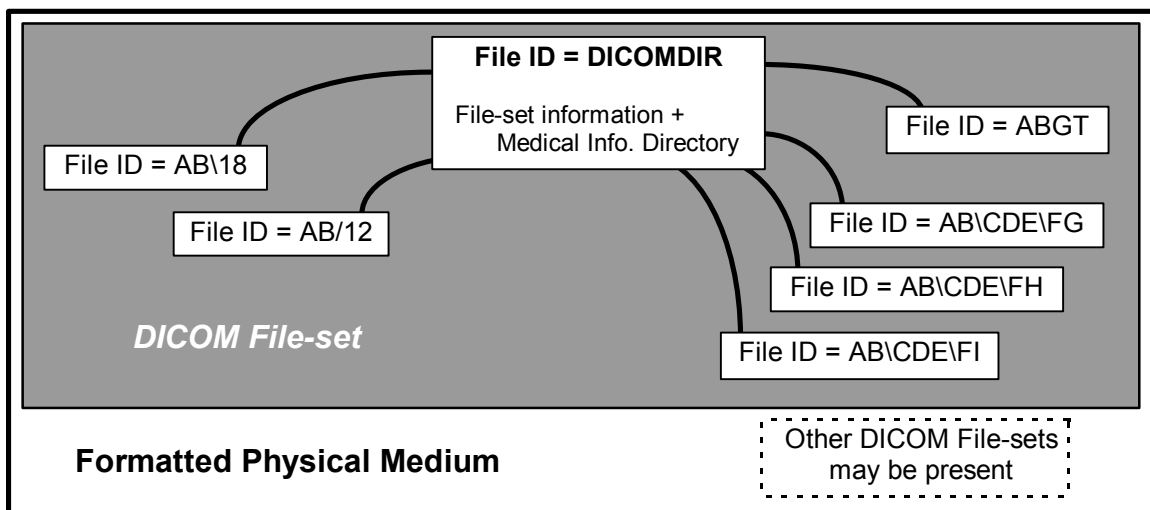 File ID = DICOMDIR
File-set information +
Medical Info. Directory
File ID = ABGT
File ID = AB\18
File ID = AB/12
File ID = AB\CDE\FG
File ID = AB\CDE\FH
File ID = AB\CDE\FI
DICOM File-set
Formatted Physical Medium
Other DICOM File-sets
may be present